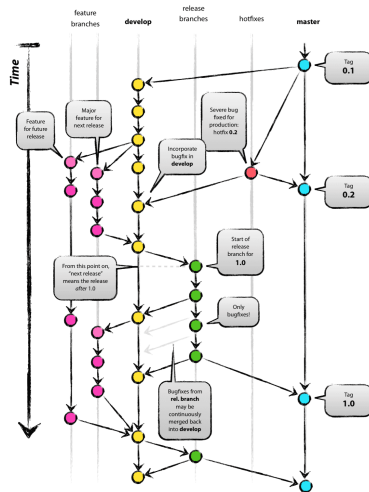 feature
branches
develop
release
branches
hotfixes
master
Time
Tag
0.1
Feature
for future
release
Major
feature for
next release
Severe bug
fixed for
production:
hotfix 0.2
Incorporate
bugfix in
develop
Tag
0.2
Start of
release
branch for
1.0
From this point on,
"next release"
means the release
after 1.0
Only
bugfixes!
Bugfixes from
rel. branch
may be
continuously
merged back
into develop
Tag
1.0